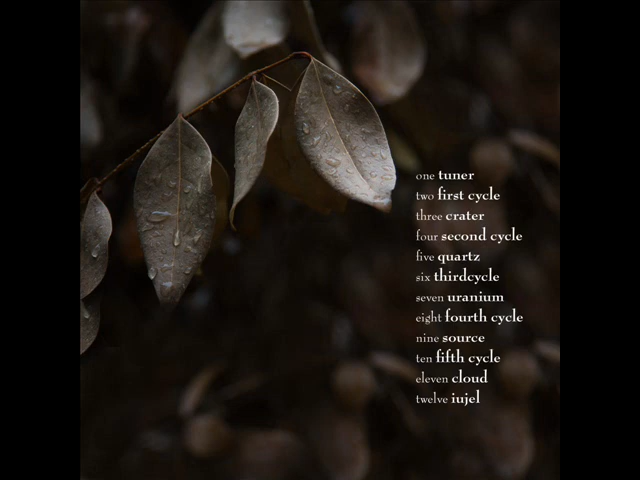 one tuner
two first cycle
three crater
four second cycle
five quartz
six thirdcycle
seven uranium
eight fourth cycle
nine source
ten fifth cycle
eleven cloud
twelve iujel